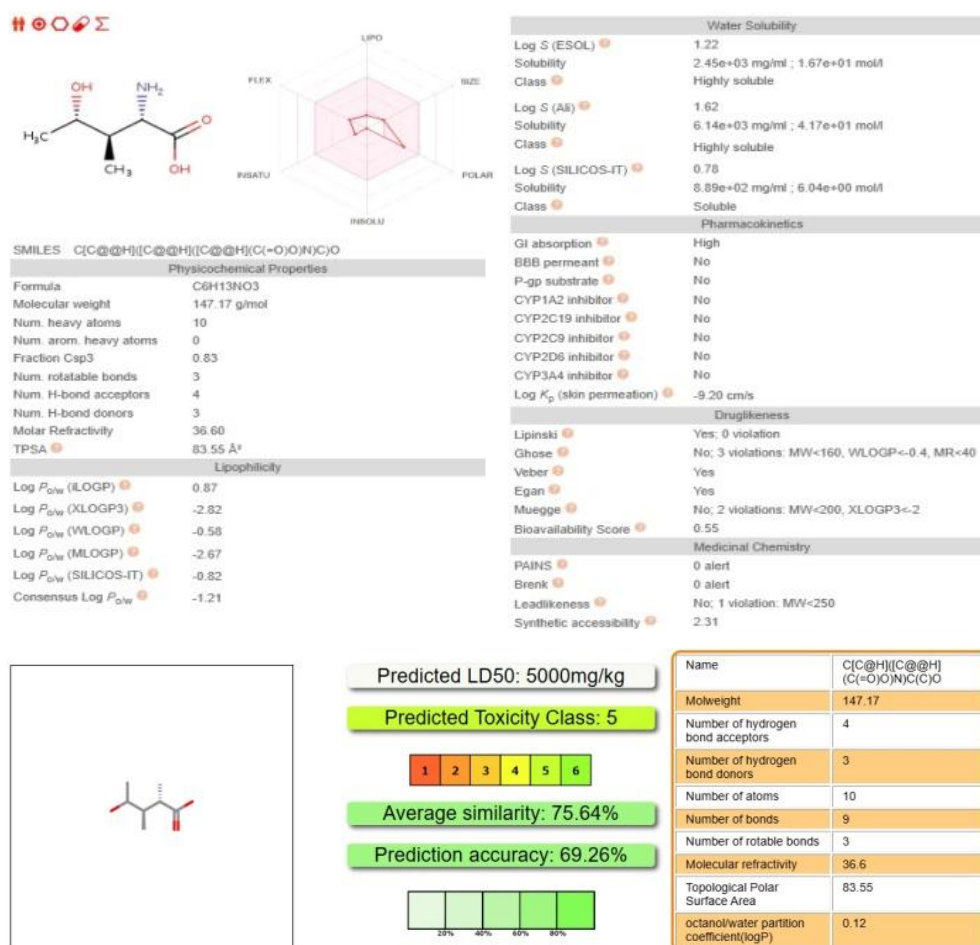 OH NH₂
H₃C O
CH₃ OH
LIPO
FLEX SIZE
INSATU POLAR
INSOLU
SMILES C[C@@H]([C@@H]([C@@H](C(=O)O)N)C)O
Physicochemical Properties
Formula C6H13NO3
Molecular weight 147.17 g/mol
Num. heavy atoms 10
Num. arom. heavy atoms 0
Fraction Csp3 0.83
Num. rotatable bonds 3
Num. H-bond acceptors 4
Num. H-bond donors 3
Molar Refractivity 36.60
TPSA ? 83.55 Å²
Lipophilicity
Log Po/w (iLOGP) ? 0.87
Log Po/w (XLOGP3) ? -2.82
Log Po/w (WLOGP) ? -0.58
Log Po/w (MLOGP) ? -2.67
Log Po/w (SILICOS-IT) ? -0.82
Consensus Log Po/w ? -1.21
Water Solubility
Log S (ESOL) ? 1.22
Solubility 2.45e+03 mg/ml ; 1.67e+01 mol/l
Class ? Highly soluble
Log S (Ali) ? 1.62
Solubility 6.14e+03 mg/ml ; 4.17e+01 mol/l
Class ? Highly soluble
Log S (SILICOS-IT) ? 0.78
Solubility 8.89e+02 mg/ml ; 6.04e+00 mol/l
Class ? Soluble
Pharmacokinetics
GI absorption ? High
BBB permeant ? No
P-gp substrate ? No
CYP1A2 inhibitor ? No
CYP2C19 inhibitor ? No
CYP2C9 inhibitor ? No
CYP2D6 inhibitor ? No
CYP3A4 inhibitor ? No
Log Kp (skin permeation) ? -9.20 cm/s
Druglikeness
Lipinski ? Yes; 0 violation
Ghose ? No; 3 violations: MW<160, WLOGP<-0.4, MR<40
Veber ? Yes
Egan ? Yes
Muegge ? No; 2 violations: MW<200, XLOGP3<-2
Bioavailability Score ? 0.55
Medicinal Chemistry
PAINS ? 0 alert
Brenk ? 0 alert
Leadlikeness ? No; 1 violation: MW<250
Synthetic accessibility ? 2.31
Predicted LD50: 5000mg/kg
Predicted Toxicity Class: 5
1 2 3 4 5 6
Average similarity: 75.64%
Prediction accuracy: 69.26%
20% 40% 60% 80%
Name C[C@H]([C@@H]
(C(=O)O)N)C(C)O
Molweight 147.17
Number of hydrogen 4
bond acceptors
Number of hydrogen 3
bond donors
Number of atoms 10
Number of bonds 9
Number of rotable bonds 3
Molecular refractivity 36.6
Topological Polar 83.55
Surface Area
octanol/water partition 0.12
coefficient(logP)